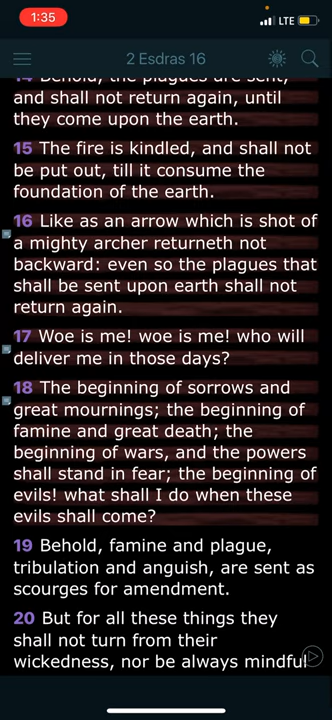 1:35
LTE
2 Esdras 16
14 Behold, the plagues are sent,
and shall not return again, until
they come upon the earth.
15 The fire is kindled, and shall not
be put out, till it consume the
foundation of the earth.
16 Like as an arrow which is shot of
a mighty archer returneth not
backward: even so the plagues that
shall be sent upon earth shall not
return again.
17 Woe is me! woe is me! who will
deliver me in those days?
18 The beginning of sorrows and
great mournings; the beginning of
famine and great death; the
beginning of wars, and the powers
shall stand in fear; the beginning of
evils! what shall I do when these
evils shall come?
19 Behold, famine and plague,
tribulation and anguish, are sent as
scourges for amendment.
20 But for all these things they
shall not turn from their
wickedness, nor be always mindful